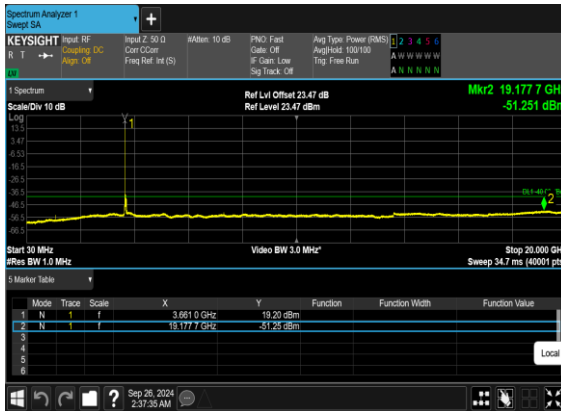 Spectrum Analyzer 1
Swept SA
+
KEYSIGHT Input: RF Input Z: 50 Ω #Atten: 10 dB PNO: Fast Avg Type: Power (RMS) 1 2 3 4 5 6
R T Coupling: DC Corr CCorr Gate: Off Avg|Hold: 100/100 A W W W W W
Align: Off Freq Ref: Int (S) IF Gain: Low Trig: Free Run
LXI Sig Track: Off A N N N N N
1 Spectrum Ref Lvl Offset 23.47 dB Mkr2 19.177 7 GH
Scale/Div 10 dB Ref Level 23.47 dBm -51.251 dBr
Log
1
13.5
3.47
-6.53
-16.5
-26.5
-36.5
2
-46.5
-56.5
-66.5
Start 30 MHz Video BW 3.0 MHz* Stop 20.000 GH
#Res BW 1.0 MHz Sweep 34.7 ms (40001 pts
5 Marker Table
Mode Trace Scale X Y Function Function Width Function Value
1 N 1 f 3.661 0 GHz 19.20 dBm
2 N 1 f 19.177 7 GHz -51.25 dBm
3
4
5
6
Local
? Sep 26, 2024
2:37:35 AM